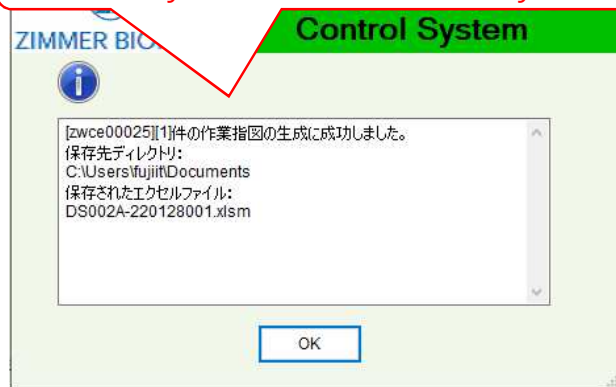 Control System
ZIMMER BIO
[zwce00025][1]件の作業指図の生成に成功しました。
保存先ディレクトリ:
C:\Users\fujiit\Documents
保存されたエクセルファイル:
DS002A-220128001.xlsm
OK